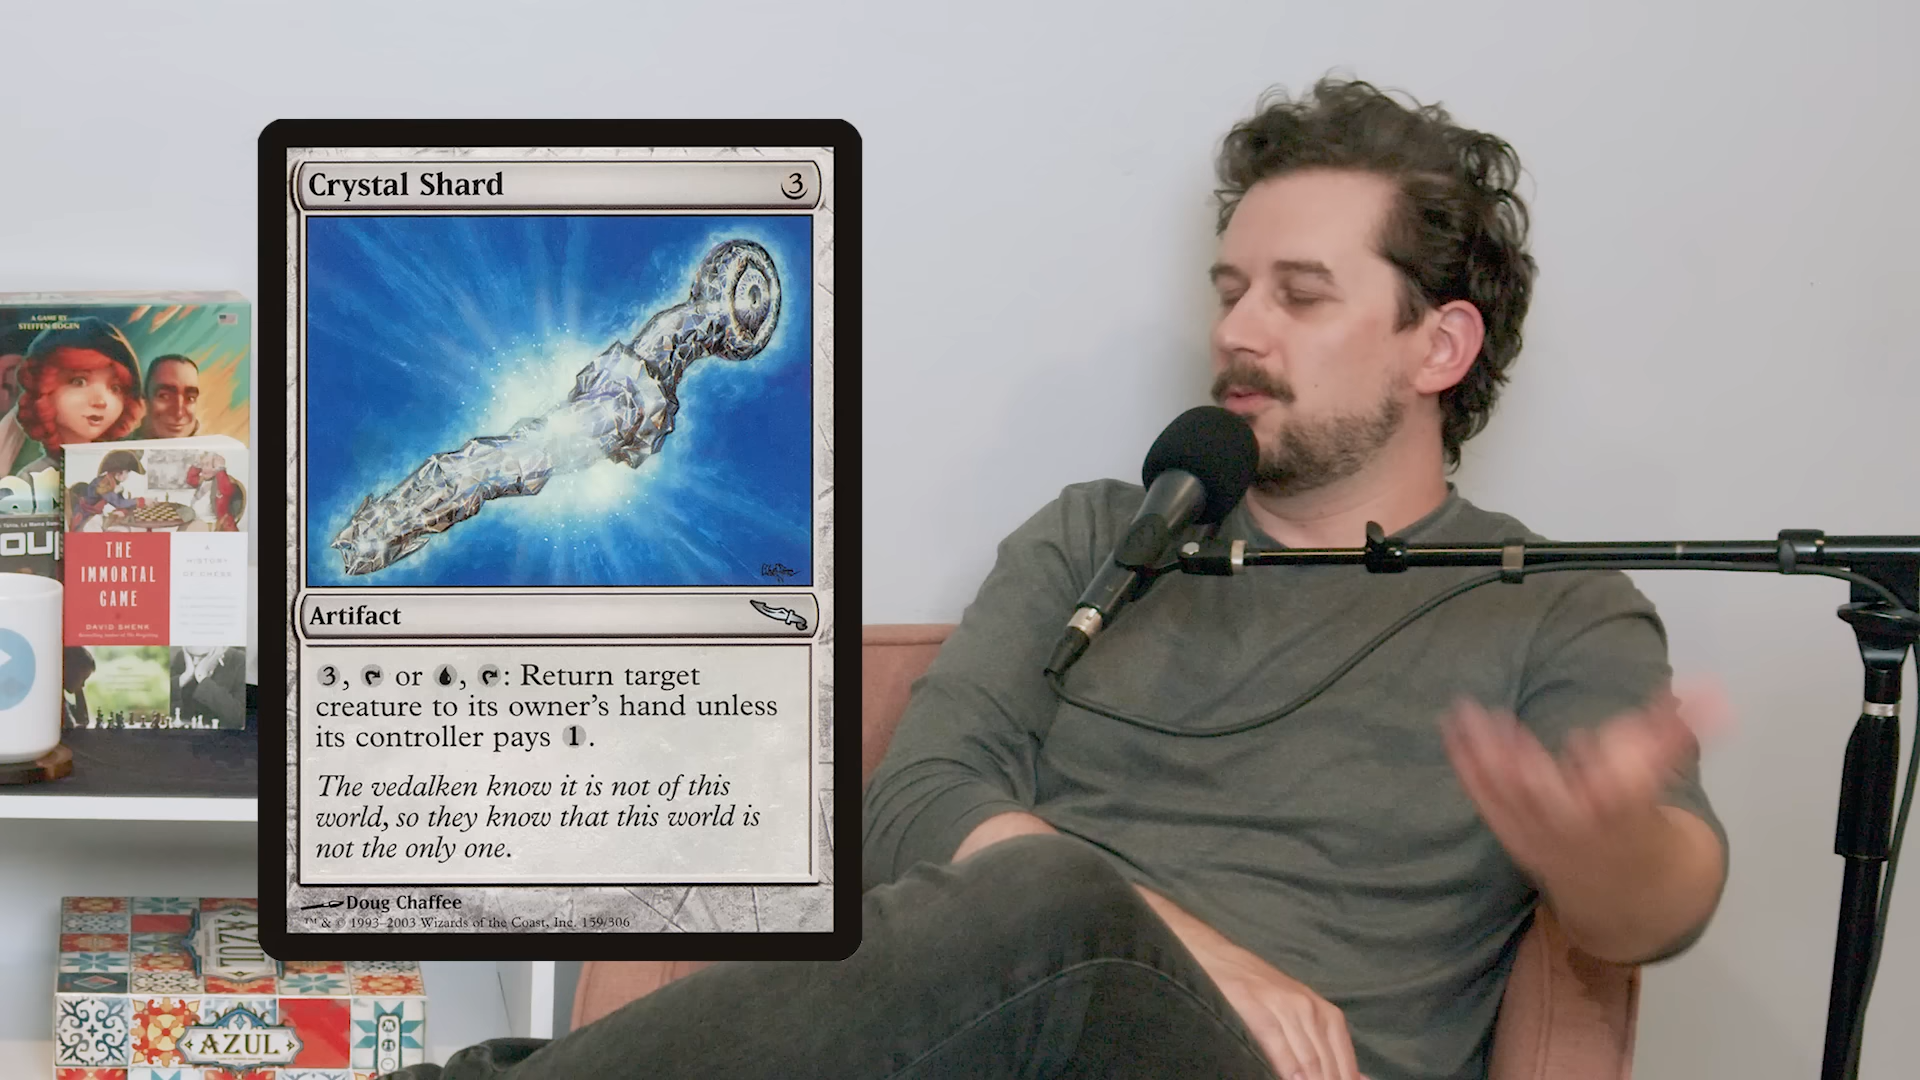 Crystal Shard 3
Artifact
3, or , : Return target
creature to its owner's hand unless
its controller pays 1.
The vedalken know it is not of this
world, so they know that this world is
not the only one.
Doug Chaffee
™ & © 1993–2003 Wizards of the Coast, Inc. 159/306
A GAME BY
STEFFEN BOGEN
THE
IMMORTAL
GAME
DAVID SHENK
A
HISTORY
OF CHESS
AZUL
AZUL